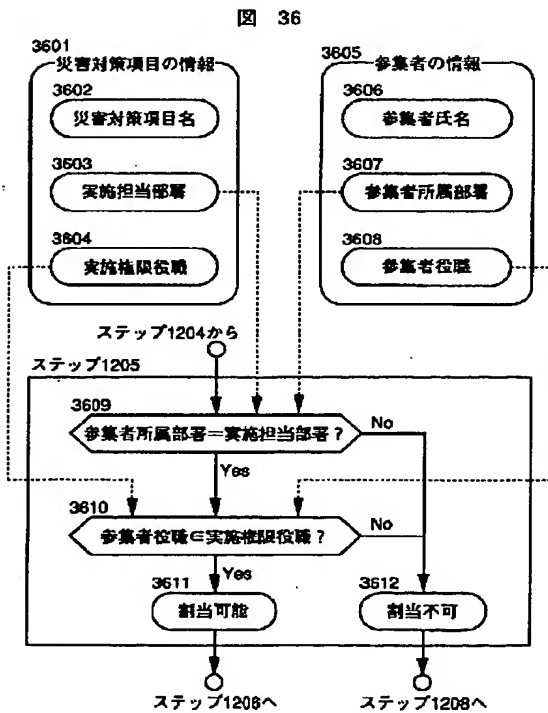 図 36
3601
災害対策項目の情報
3602
災害対策項目名
3603
実施担当部署
3604
実施権限役職
3605
参集者の情報
3606
参集者氏名
3607
参集者所属部署
3608
参集者役職
ステップ1204から
ステップ1205
3609
参集者所属部署＝実施担当部署？
No
Yes
3610
参集者役職∈実施権限役職？
No
Yes
3611
割当可能
3612
割当不可
ステップ1206へ
ステップ1208へ